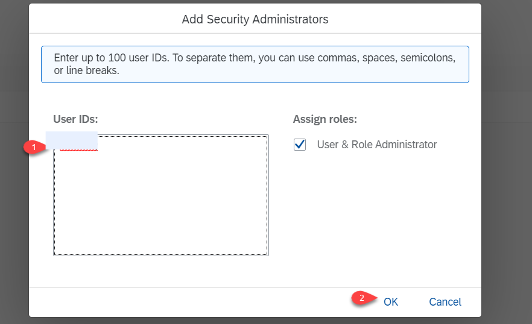 Add Security Administrators
Enter up to 100 user IDs. To separate them, you can use commas, spaces, semicolons,
or line breaks.
User IDs:
Assign roles:
1
User & Role Administrator
2
OK
Cancel